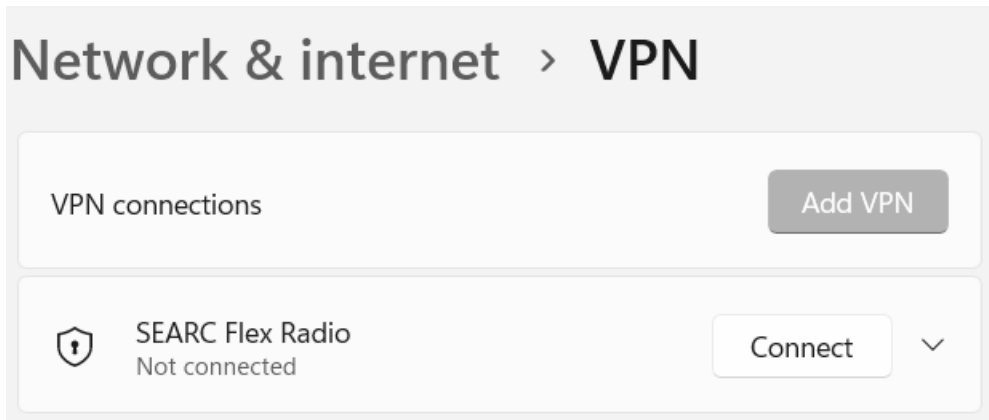 Network & internet > VPN
VPN connections
Add VPN
SEARC Flex Radio
Not connected
Connect